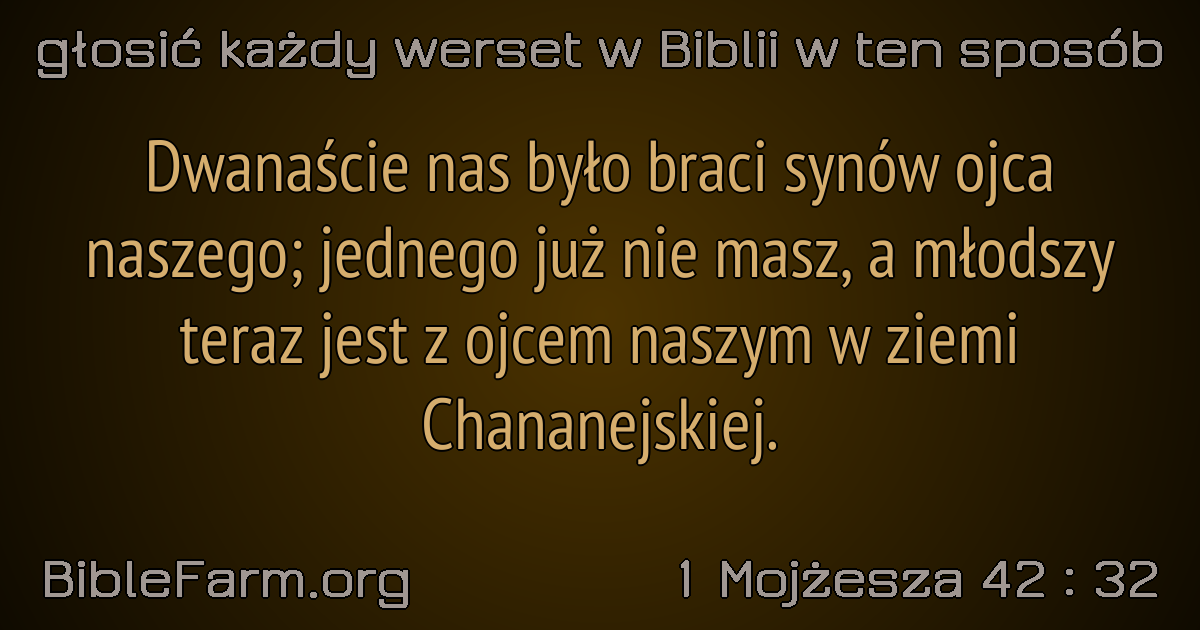 głosić każdy werset w Biblii w ten sposób
Dwanaście nas było braci synów ojca
naszego; jednego już nie masz, a młodszy
teraz jest z ojcem naszym w ziemi
Chananejskiej.
BibleFarm.org
1 Mojżesza 42 : 32